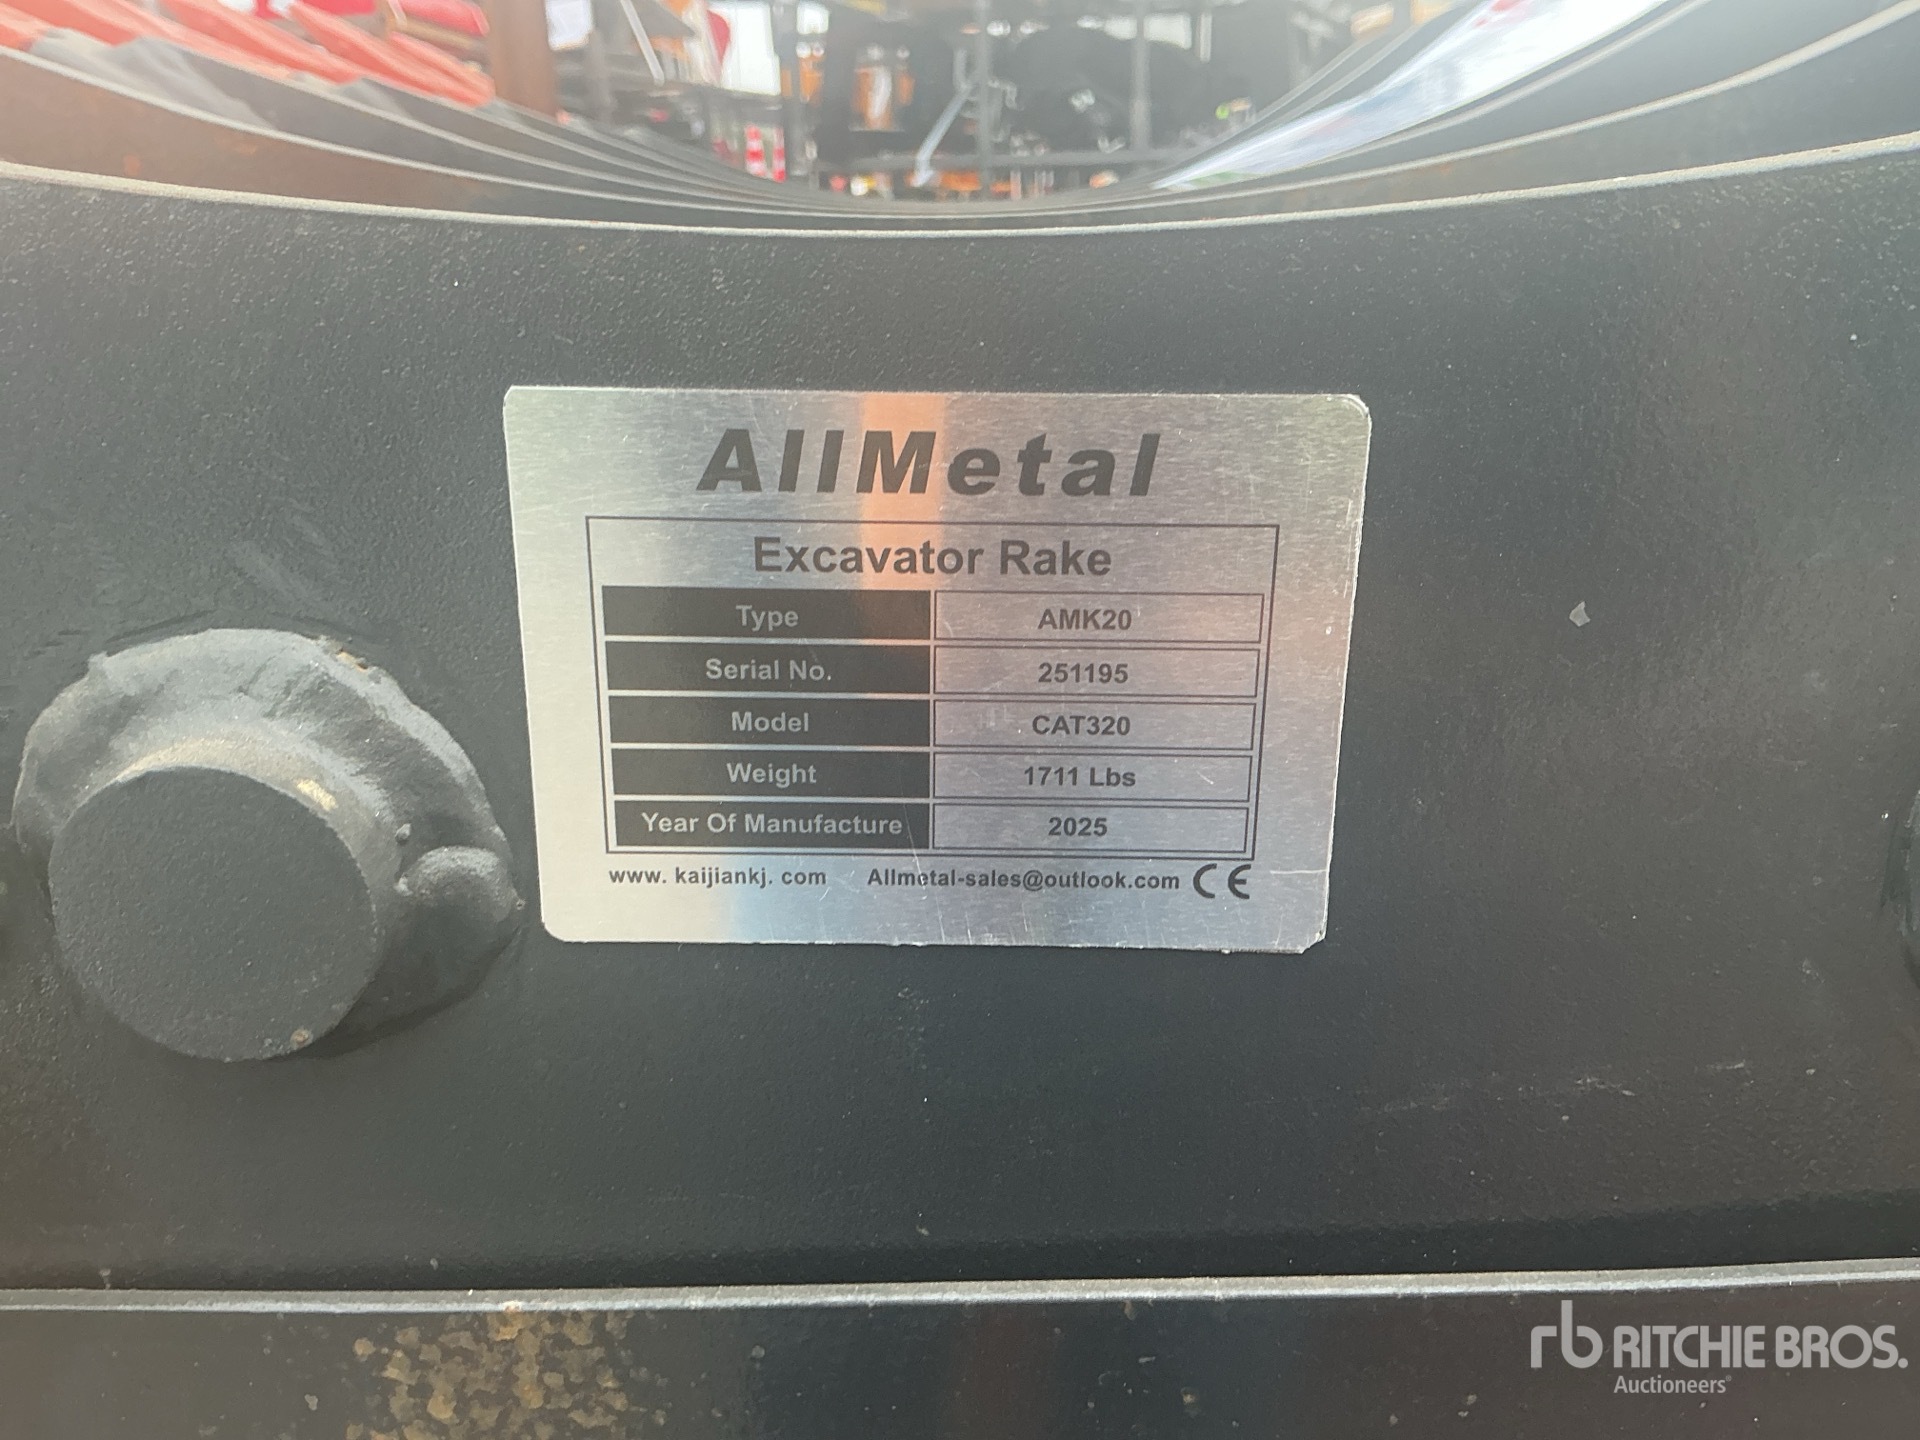 AllMetal
Excavator Rake
Type AMK20
Serial No. 251195
Model CAT320
Weight 1711 Lbs
Year Of Manufacture 2025
www. kaijiankj. com Allmetal-sales@outlook.com CE
rb RITCHIE BROS.
Auctioneers